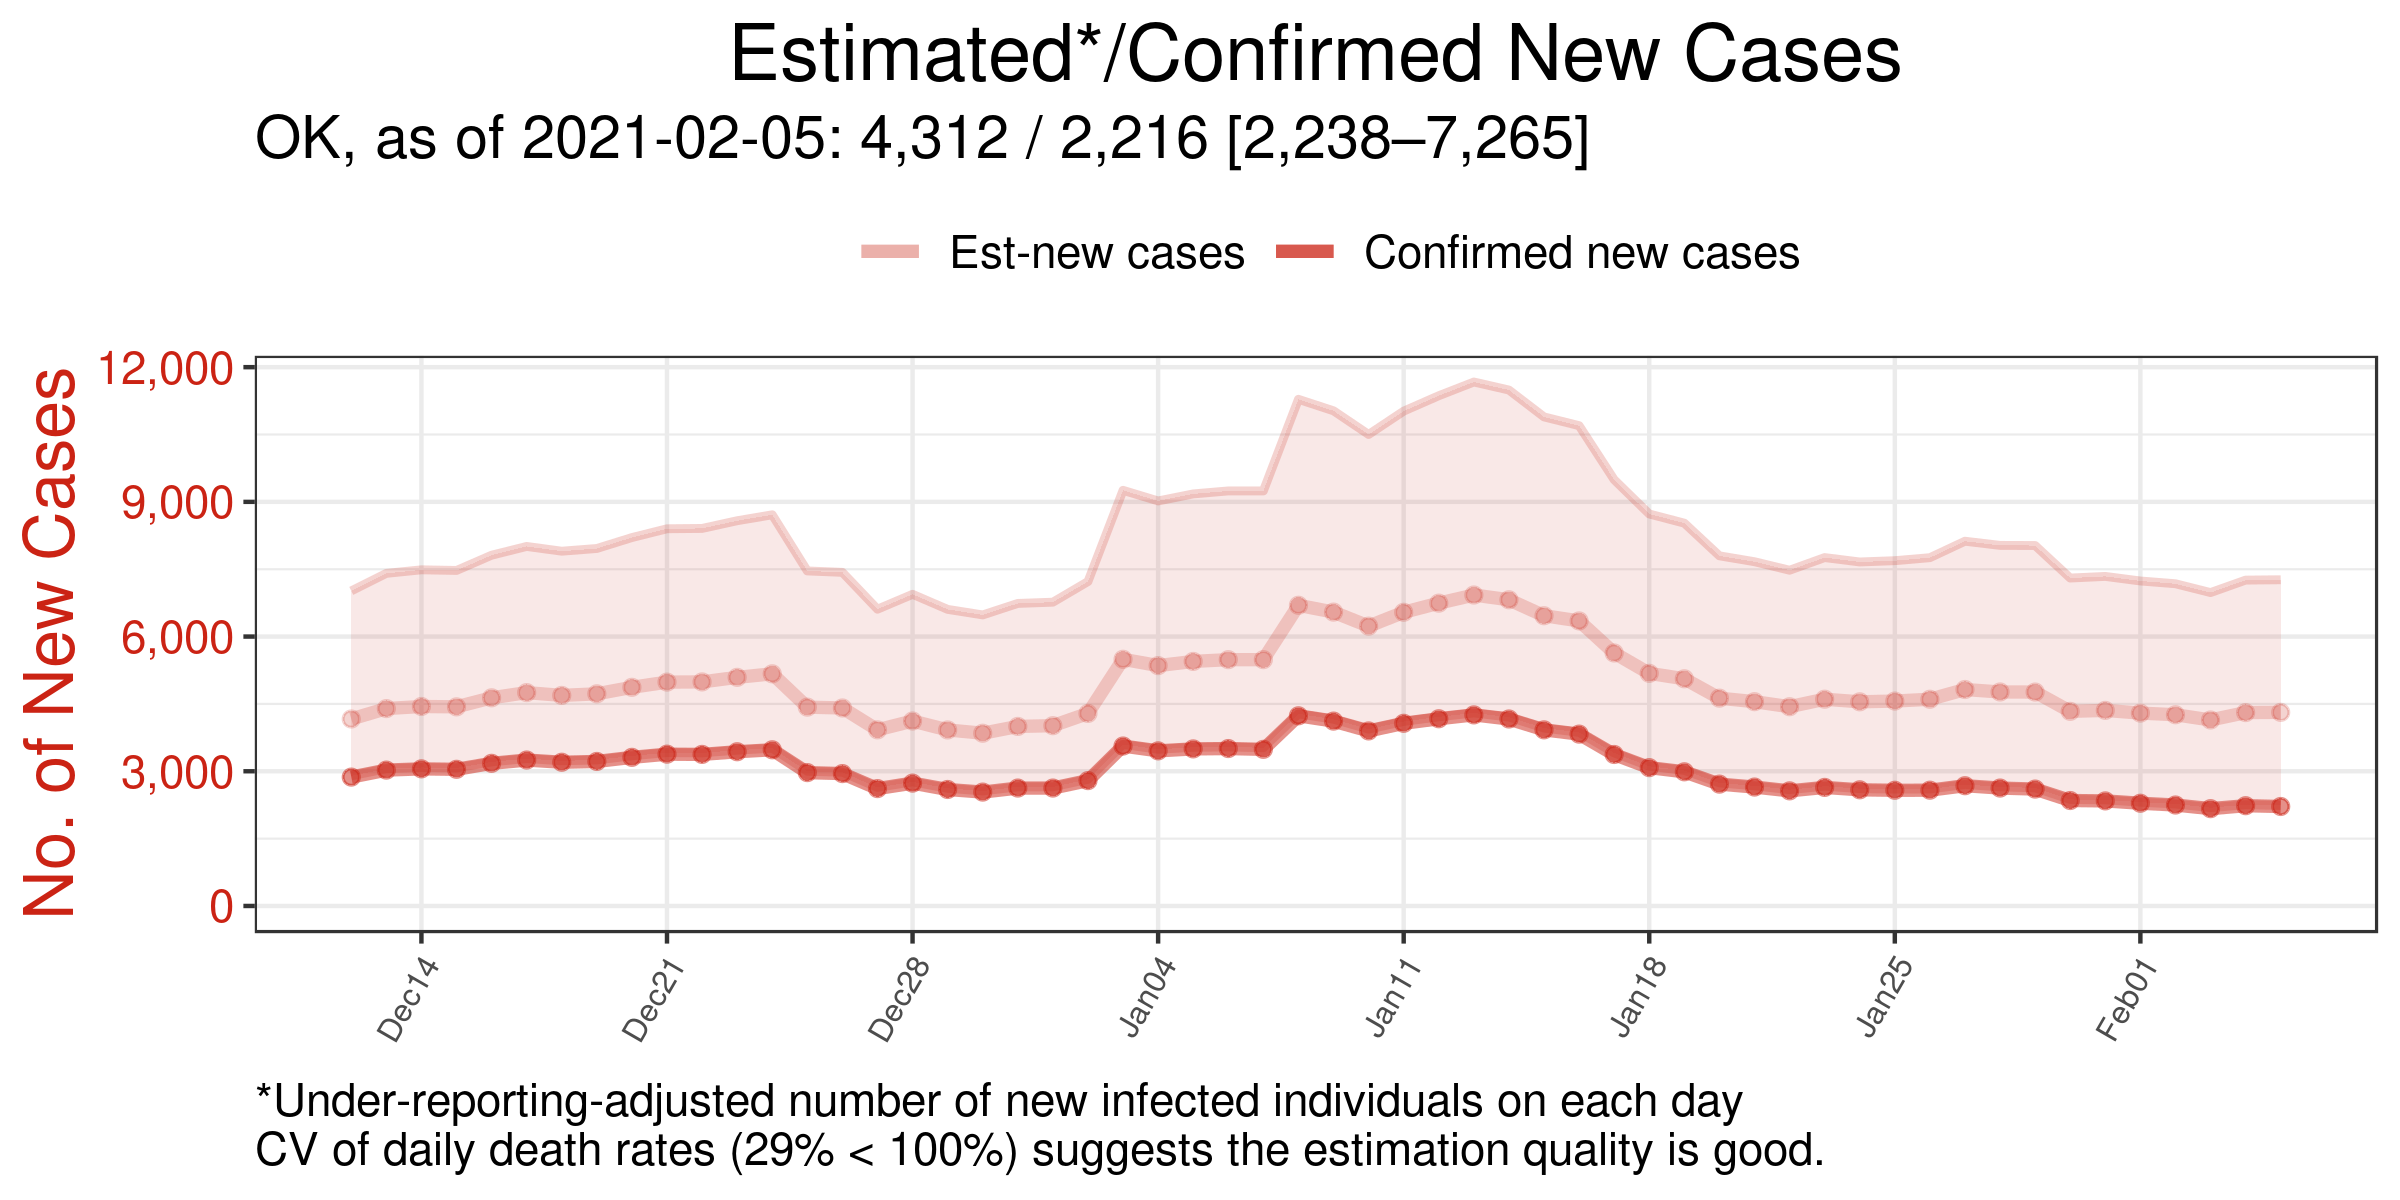 Estimated*/Confirmed New Cases
OK, as of 2021-02-05: 4,312 / 2,216 [2,238–7,265]
Est-new cases
Confirmed new cases
No. of New Cases
12,000
9,000
6,000
3,000
0
Dec14
Dec21
Dec28
Jan04
Jan11
Jan18
Jan25
Feb01
*Under-reporting-adjusted number of new infected individuals on each day
CV of daily death rates (29% < 100%) suggests the estimation quality is good.